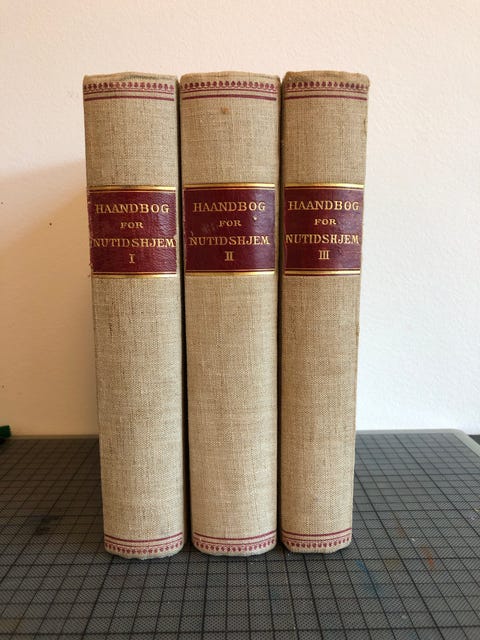 HAANDBOG
FOR
NUTIDSHJEM
I
HAANDBOG
FOR
NUTIDSHJEM
II
HAANDBOG
FOR
NUTIDSHJEM
III